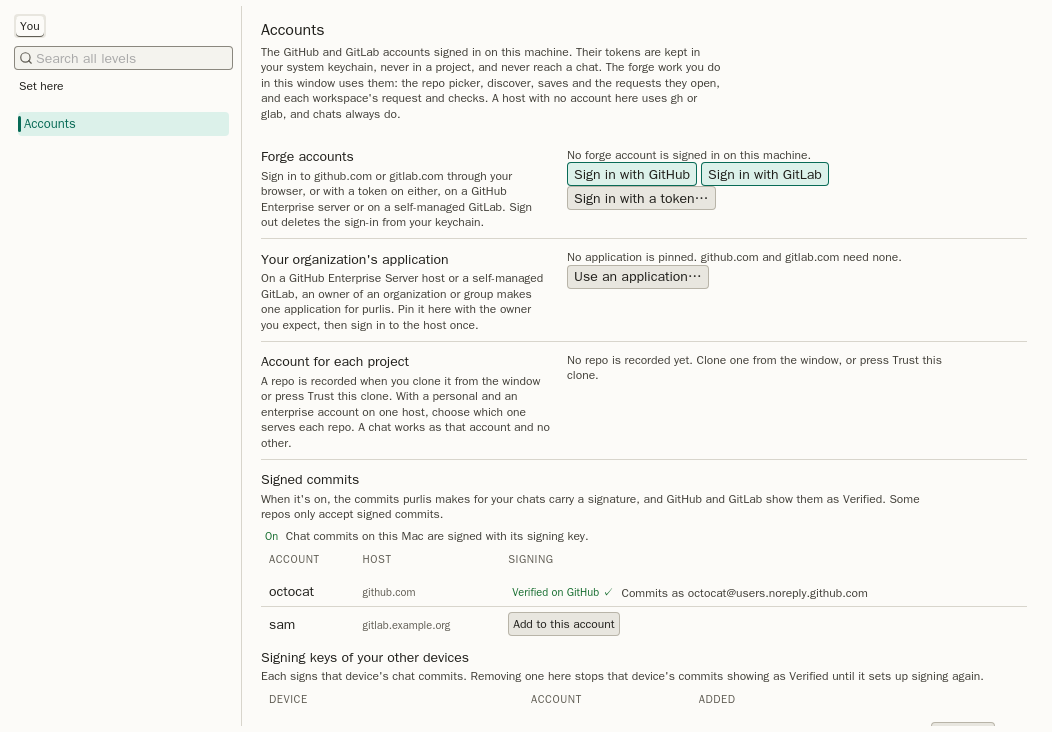 You
Search all levels
Set here
Accounts
Accounts
The GitHub and GitLab accounts signed in on this machine. Their tokens are kept in
your system keychain, never in a project, and never reach a chat. The forge work you do
in this window uses them: the repo picker, discover, saves and the requests they open,
and each workspace's request and checks. A host with no account here uses gh or
glab, and chats always do.
Forge accounts
Sign in to github.com or gitlab.com through your
browser, or with a token on either, on a GitHub
Enterprise server or on a self-managed GitLab. Sign
out deletes the sign-in from your keychain.
No forge account is signed in on this machine.
Sign in with GitHub
Sign in with GitLab
Sign in with a token···
Your organization's application
On a GitHub Enterprise Server host or a self-managed
GitLab, an owner of an organization or group makes
one application for purlis. Pin it here with the owner
you expect, then sign in to the host once.
No application is pinned. github.com and gitlab.com need none.
Use an application···
Account for each project
A repo is recorded when you clone it from the window
or press Trust this clone. With a personal and an
enterprise account on one host, choose which one
serves each repo. A chat works as that account and no
other.
No repo is recorded yet. Clone one from the window, or press Trust this
clone.
Signed commits
When it's on, the commits purlis makes for your chats carry a signature, and GitHub and GitLab show them as Verified. Some
repos only accept signed commits.
On Chat commits on this Mac are signed with its signing key.
ACCOUNT HOST SIGNING
octocat github.com Verified on GitHub ✓ Commits as octocat@users.noreply.github.com
sam gitlab.example.org Add to this account
Signing keys of your other devices
Each signs that device's chat commits. Removing one here stops that device's commits showing as Verified until it sets up signing again.
DEVICE ACCOUNT ADDED